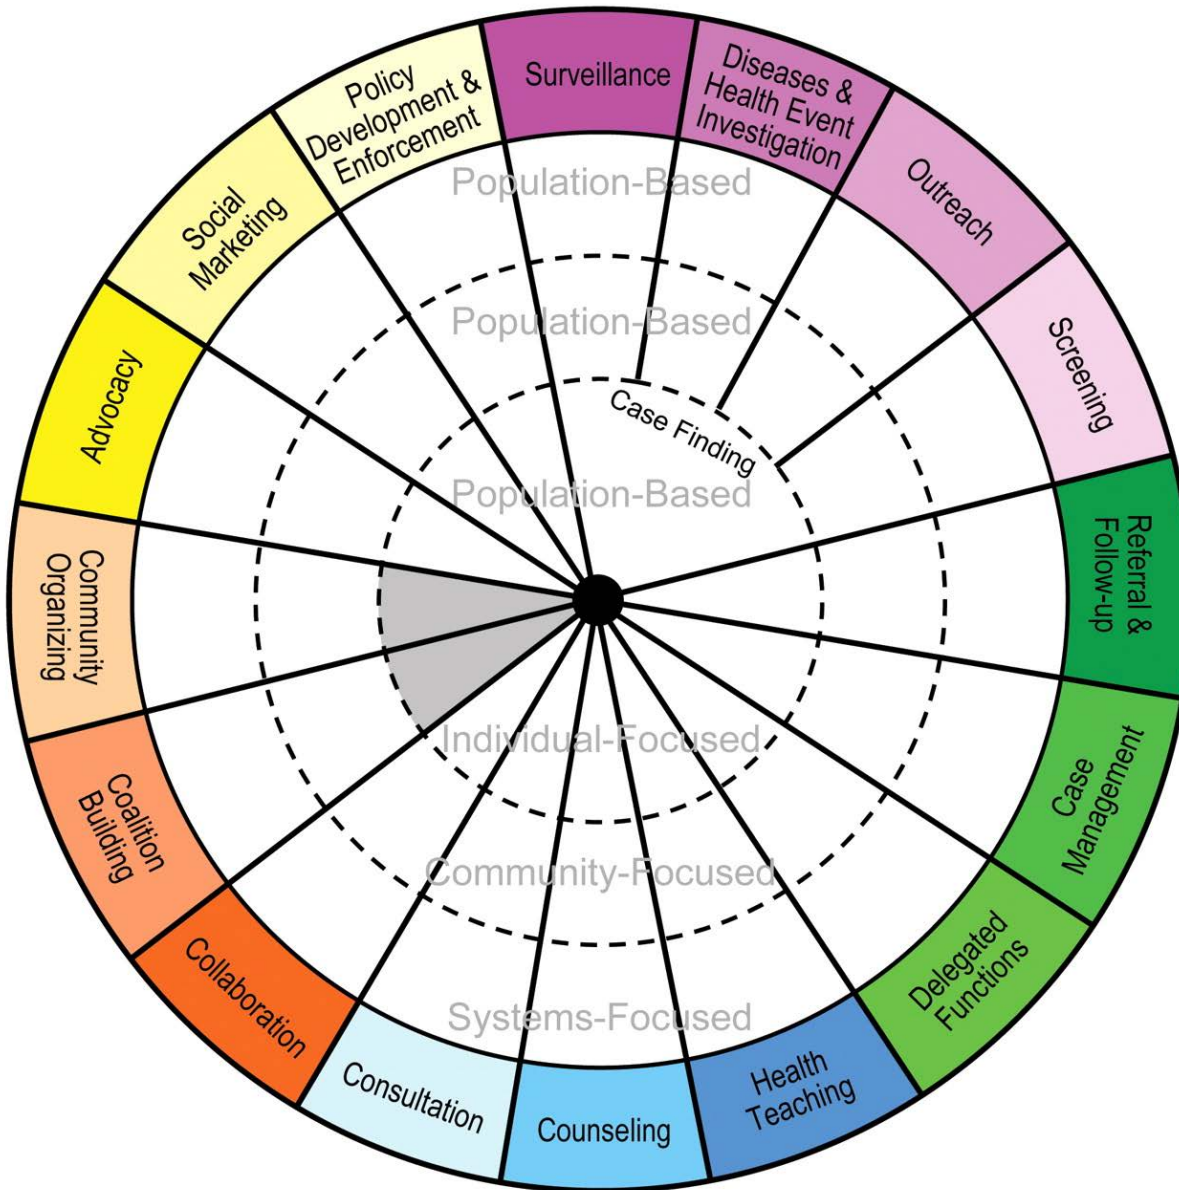 Surveillance
Diseases &
Health Event
Investigation
Outreach
Screening
Referral &
Follow-up
Case
Management
Delegated
Functions
Health
Teaching
Counseling
Consultation
Collaboration
Coalition
Building
Community
Organizing
Advocacy
Social
Marketing
Policy
Development &
Enforcement
Population-Based
Population-Based
Case Finding
Population-Based
Individual-Focused
Community-Focused
Systems-Focused